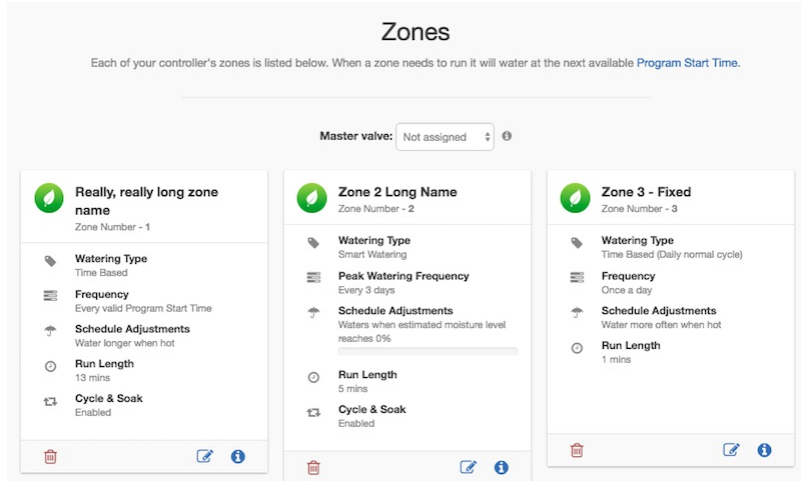 Zones
Each of your controller's zones is listed below. When a zone needs to run it will water at the next available Program Start Time.
Master valve: Not assigned
Really, really long zone
name
Zone Number - 1
Watering Type
Time Based
Frequency
Every valid Program Start Time
Schedule Adjustments
Water longer when hot
Run Length
13 mins
Cycle & Soak
Enabled
Zone 2 Long Name
Zone Number - 2
Watering Type
Smart Watering
Peak Watering Frequency
Every 3 days
Schedule Adjustments
Waters when estimated moisture level
reaches 0%
Run Length
5 mins
Cycle & Soak
Enabled
Zone 3 - Fixed
Zone Number - 3
Watering Type
Time Based (Daily normal cycle)
Frequency
Once a day
Schedule Adjustments
Water more often when hot
Run Length
1 mins